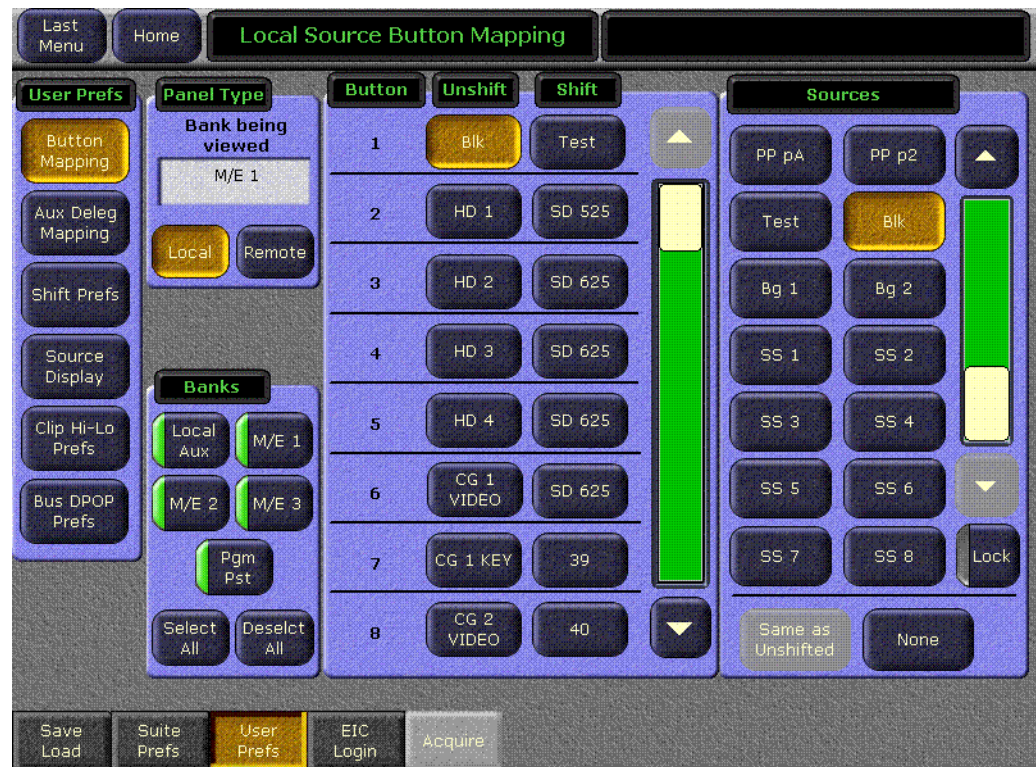 Last
Menu
Home
Local Source Button Mapping
User Prefs
Button
Mapping
Aux Deleg
Mapping
Shift Prefs
Source
Display
Clip Hi-Lo
Prefs
Bus DPOP
Prefs
Panel Type
Bank being
viewed
M/E 1
Local
Remote
Banks
Local
Aux
M/E 1
M/E 2
M/E 3
Pgm
Pst
Select
All
Deselct
All
Button
Unshift
Shift
1
Blk
Test
2
HD 1
SD 525
3
HD 2
SD 625
4
HD 3
SD 625
5
HD 4
SD 625
6
CG 1
VIDEO
SD 625
7
CG 1 KEY
39
8
CG 2
VIDEO
40
Sources
PP pA
PP p2
Test
Blk
Bg 1
Bg 2
SS 1
SS 2
SS 3
SS 4
SS 5
SS 6
SS 7
SS 8
Lock
Same as
Unshifted
None
Save
Load
Suite
Prefs
User
Prefs
EIC
Login
Acquire